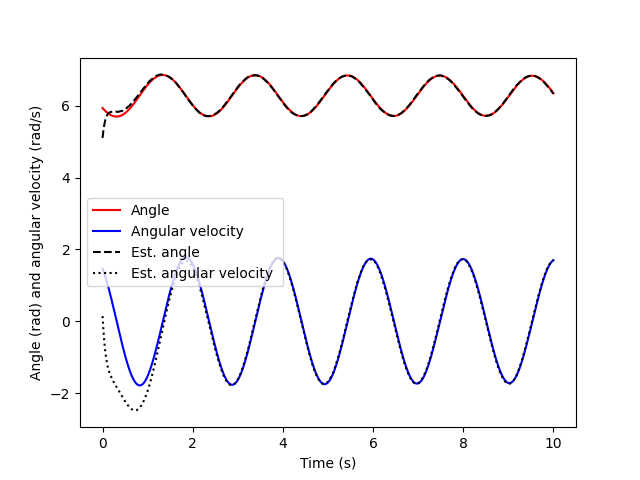 6
4
2
0
−2
Angle (rad) and angular velocity (rad/s)
Angle
Angular velocity
Est. angle
Est. angular velocity
0
2
4
6
8
10
Time (s)